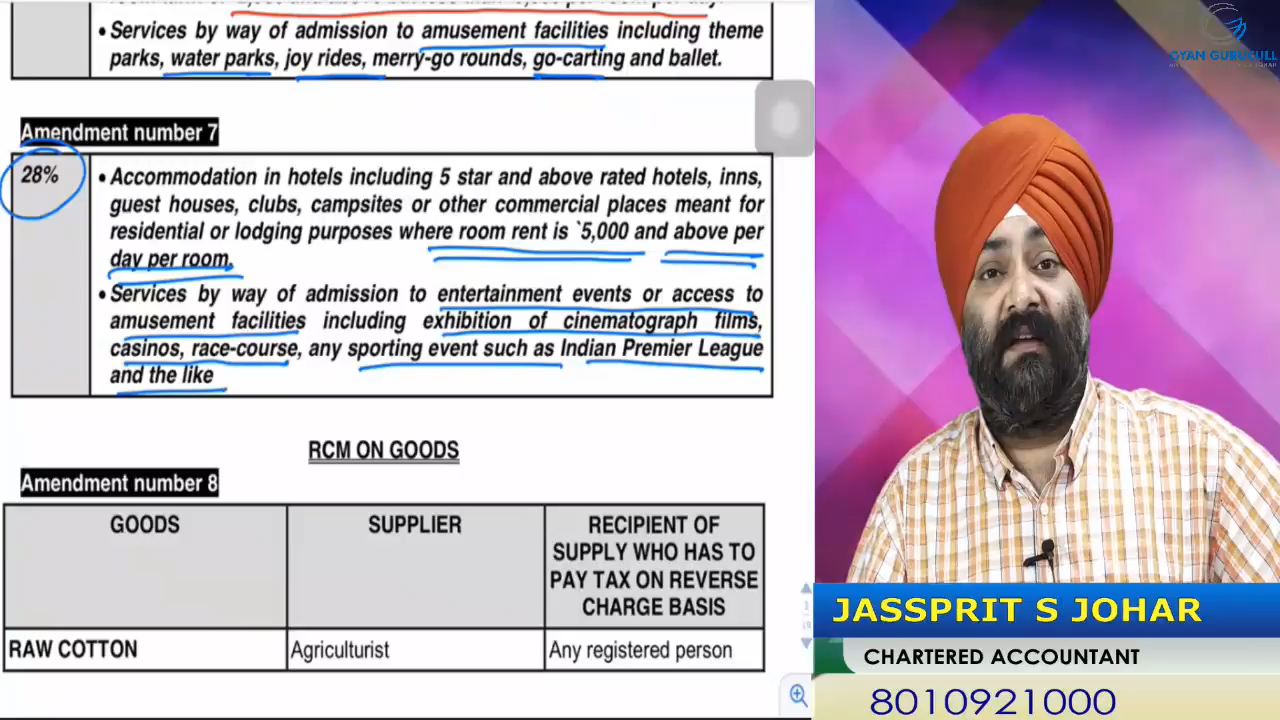 • Services by way of admission to amusement facilities including theme
parks, water parks, joy rides, merry-go rounds, go-carting and ballet.
GYAN GURUCULL
Amendment number 7
28%
• Accommodation in hotels including 5 star and above rated hotels, inns,
guest houses, clubs, campsites or other commercial places meant for
residential or lodging purposes where room rent is `5,000 and above per
day per room.
• Services by way of admission to entertainment events or access to
amusement facilities including exhibition of cinematograph films,
casinos, race-course, any sporting event such as Indian Premier League
and the like
RCM ON GOODS
Amendment number 8
GOODS
SUPPLIER
RECIPIENT OF
SUPPLY WHO HAS TO
PAY TAX ON REVERSE
CHARGE BASIS
RAW COTTON
Agriculturist
Any registered person
JASSPRIT S JOHAR
CHARTERED ACCOUNTANT
8010921000